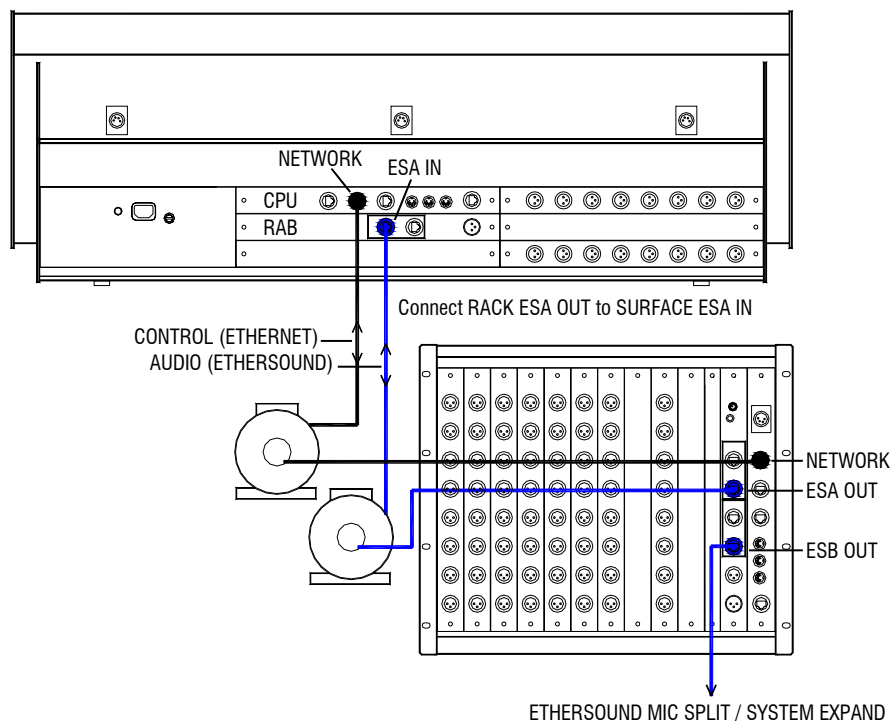 NETWORK
ESA IN
CPU
RAB
Connect RACK ESA OUT to SURFACE ESA IN
CONTROL (ETHERNET)
AUDIO (ETHERSOUND)
NETWORK
ESA OUT
ESB OUT
ETHERSOUND MIC SPLIT / SYSTEM EXPAND